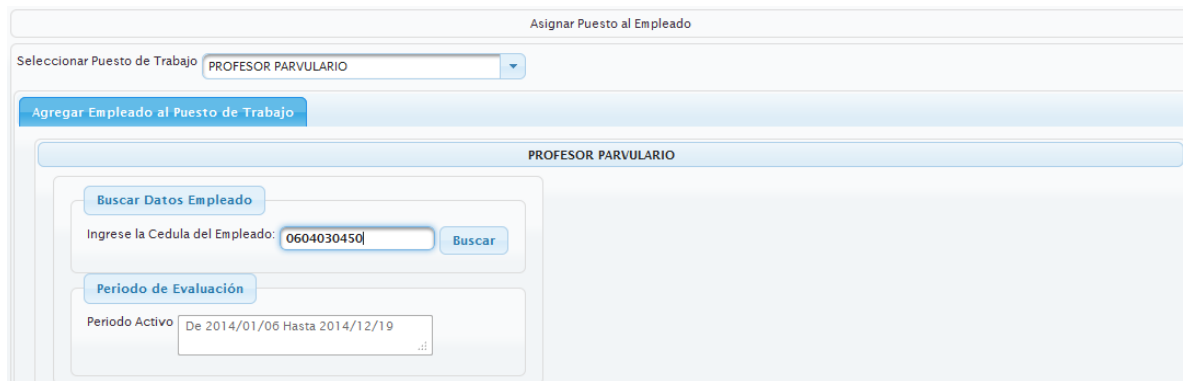 Asignar Puesto al Empleado
Seleccionar Puesto de Trabajo PROFESOR PARVULARIO
Agregar Empleado al Puesto de Trabajo
PROFESOR PARVULARIO
Buscar Datos Empleado
Ingrese la Cedula del Empleado: 0604030450 Buscar
Periodo de Evaluación
Periodo Activo De 2014/01/06 Hasta 2014/12/19